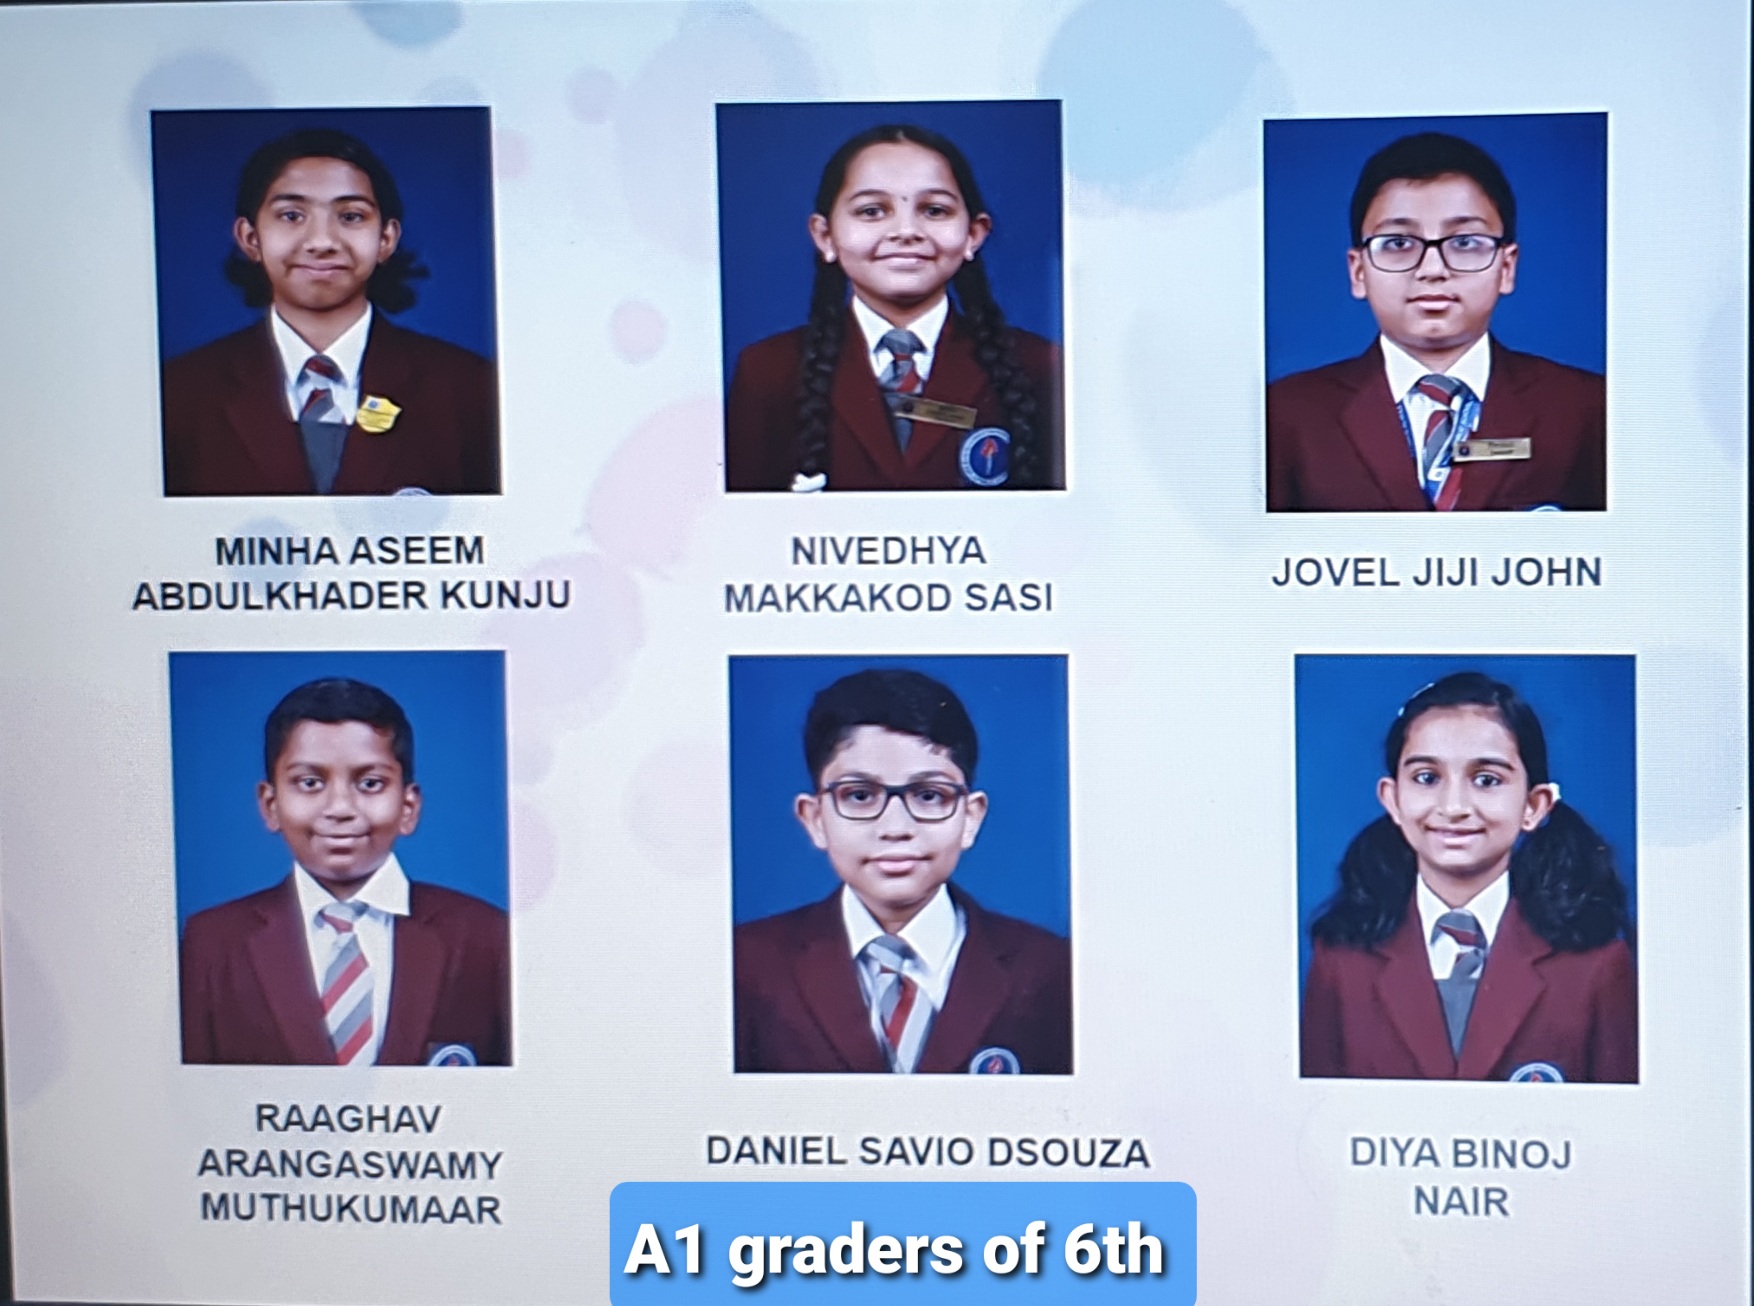 MINHA ASEEM
ABDULKHADER KUNJU
NIVEDHYA
MAKKAKOD SASI
JOVEL JIJI JOHN
RAAGHAV
ARANGASWAMY
MUTHUKUMAAR
DANIEL SAVIO DSOUZA
DIYA BINOJ
NAIR
A1 graders of 6th